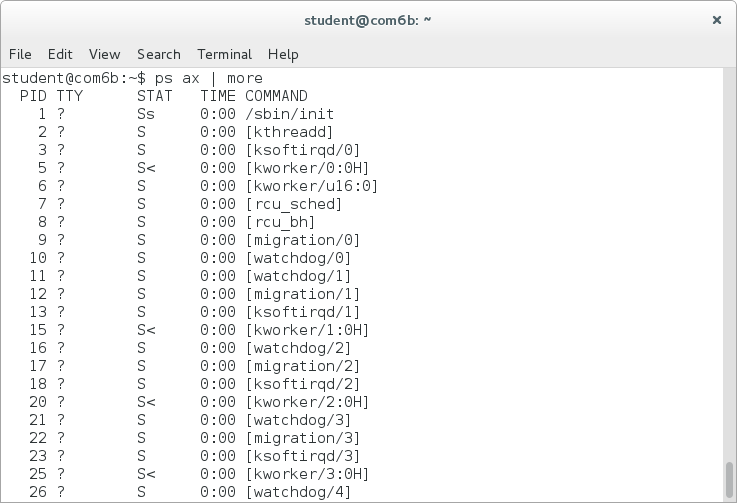 student@com6b: ~
File Edit View Search Terminal Help
student@com6b:~$ ps ax | more
  PID TTY      STAT   TIME COMMAND
    1 ?        Ss     0:00 /sbin/init
    2 ?        S      0:00 [kthreadd]
    3 ?        S      0:00 [ksoftirqd/0]
    5 ?        S<     0:00 [kworker/0:0H]
    6 ?        S      0:00 [kworker/u16:0]
    7 ?        S      0:00 [rcu_sched]
    8 ?        S      0:00 [rcu_bh]
    9 ?        S      0:00 [migration/0]
   10 ?        S      0:00 [watchdog/0]
   11 ?        S      0:00 [watchdog/1]
   12 ?        S      0:00 [migration/1]
   13 ?        S      0:00 [ksoftirqd/1]
   15 ?        S<     0:00 [kworker/1:0H]
   16 ?        S      0:00 [watchdog/2]
   17 ?        S      0:00 [migration/2]
   18 ?        S      0:00 [ksoftirqd/2]
   20 ?        S<     0:00 [kworker/2:0H]
   21 ?        S      0:00 [watchdog/3]
   22 ?        S      0:00 [migration/3]
   23 ?        S      0:00 [ksoftirqd/3]
   25 ?        S<     0:00 [kworker/3:0H]
   26 ?        S      0:00 [watchdog/4]